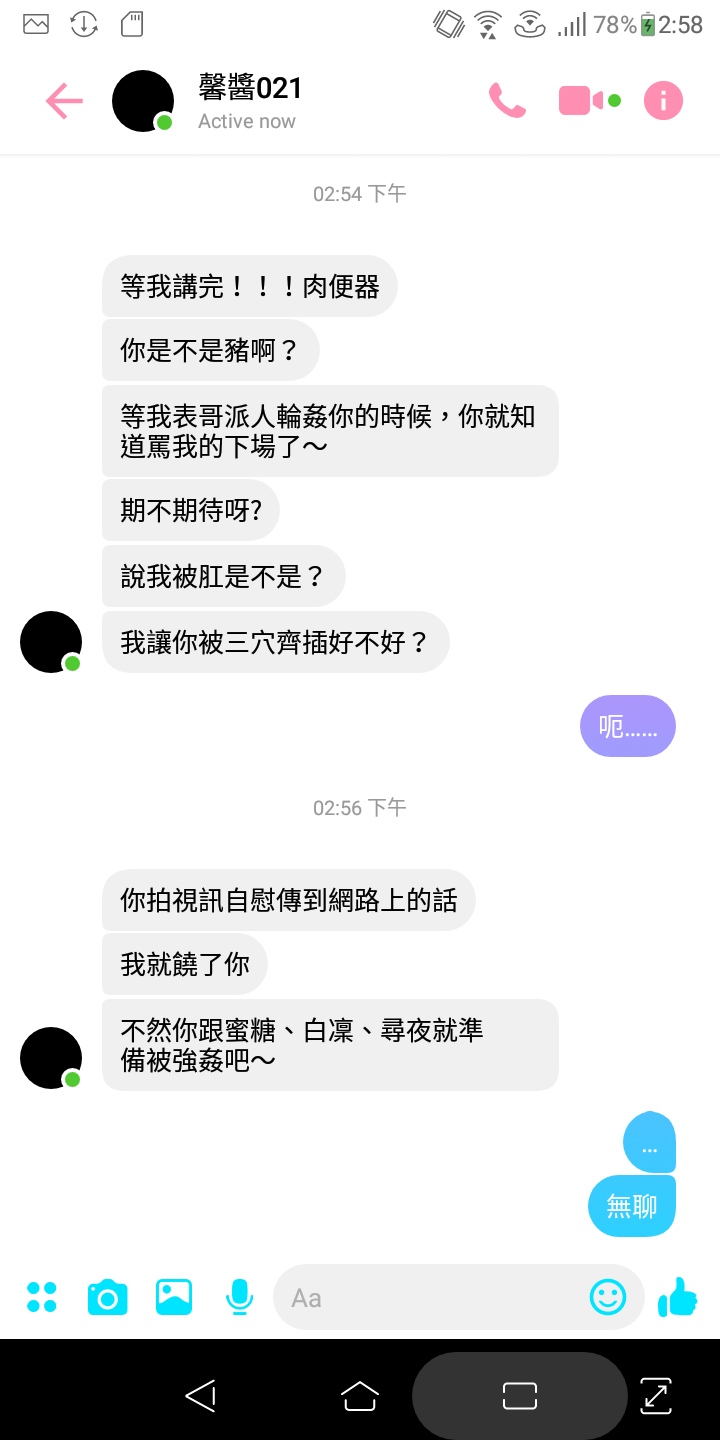 78% 2:58
馨醬021
Active now
02:54 下午
等我講完！！！肉便器
你是不是豬啊？
等我表哥派人輪姦你的時候，你就知
道罵我的下場了～
期不期待呀?
說我被肛是不是？
我讓你被三穴齊插好不好？
呃……
02:56 下午
你拍視訊自慰傳到網路上的話
我就饒了你
不然你跟蜜糖、白凜、尋夜就準
備被強姦吧～
...
無聊
Aa